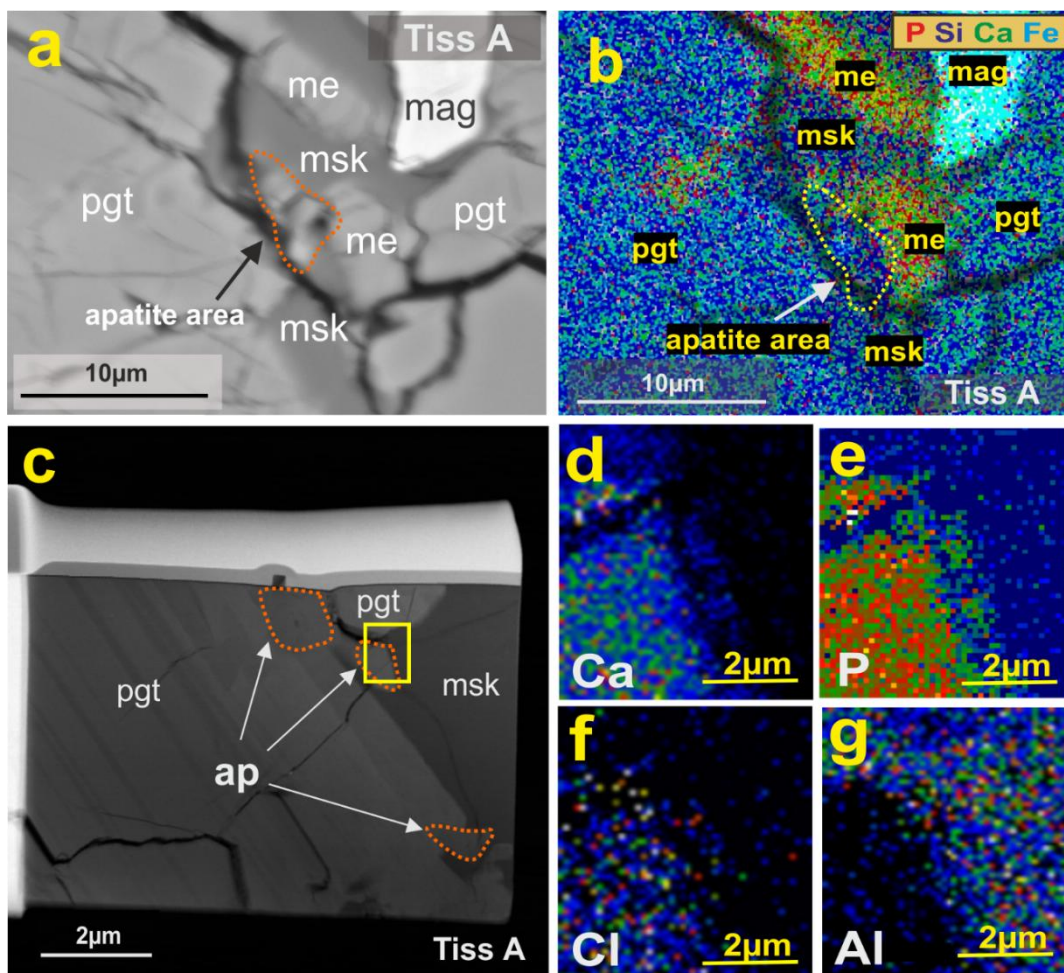 a
Tiss A
me
mag
msk
pgt
pgt
me
apatite area
msk
10µm
b
P Si Ca Fe
me
mag
msk
pgt
me
pgt
apatite area
msk
10µm
Tiss A
c
pgt
pgt
msk
ap
2µm
Tiss A
d
Ca
2µm
e
P
2µm
f
Cl
2µm
g
Al
2µm